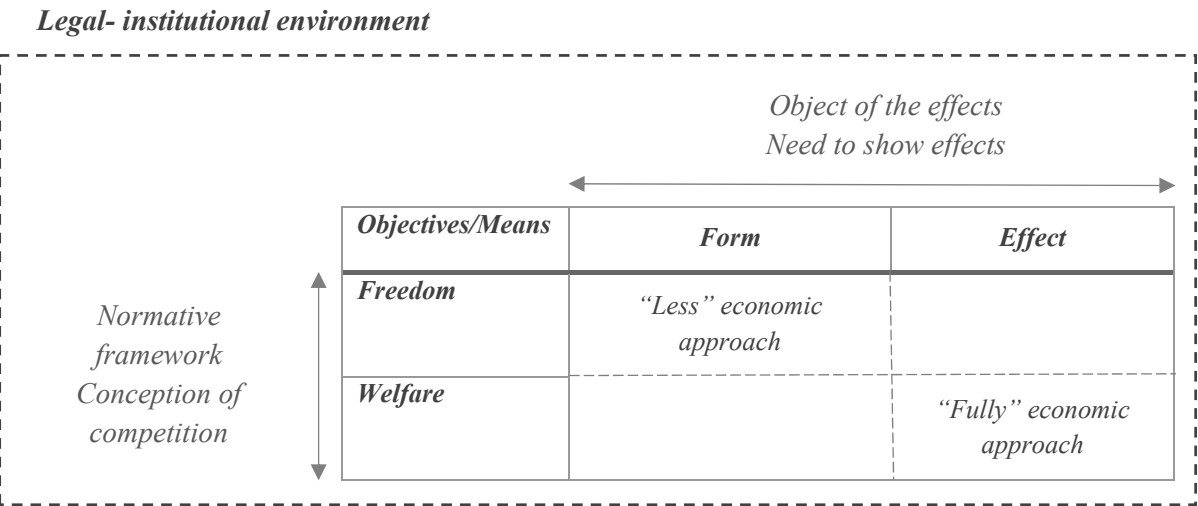 Legal- institutional environment
Object of the effects
Need to show effects
Objectives/Means
Form
Effect
Normative
framework
Conception of
competition
Freedom
“Less” economic
approach
Welfare
“Fully” economic
approach